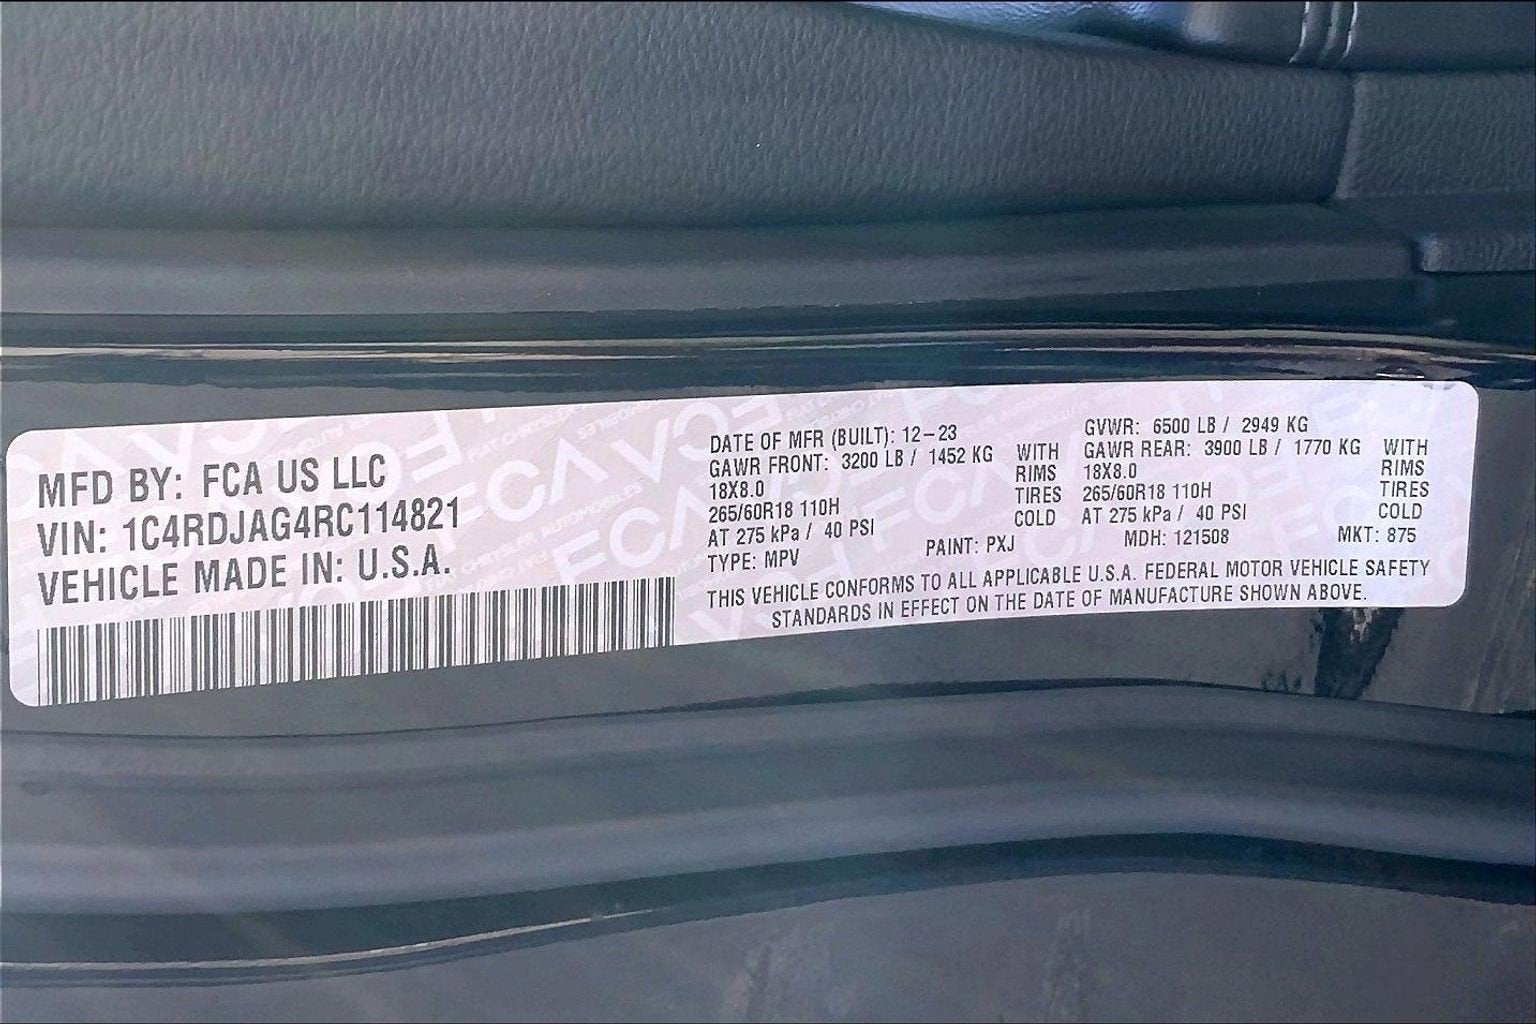 MFD BY: FCA US LLC
VIN: 1C4RDJAG4RC114821
VEHICLE MADE IN: U.S.A.
DATE OF MFR (BUILT): 12-23
GAWR FRONT: 3200 LB / 1452 KG WITH
18X8.0 RIMS
265/60R18 110H TIRES
AT 275 kPa / 40 PSI COLD
TYPE: MPV
PAINT: PXJ
GVWR: 6500 LB / 2949 KG
GAWR REAR: 3900 LB / 1770 KG WITH
18X8.0 RIMS
265/60R18 110H TIRES
AT 275 kPa / 40 PSI COLD
MDH: 121508 MKT: 875
THIS VEHICLE CONFORMS TO ALL APPLICABLE U.S.A. FEDERAL MOTOR VEHICLE SAFETY
STANDARDS IN EFFECT ON THE DATE OF MANUFACTURE SHOWN ABOVE.